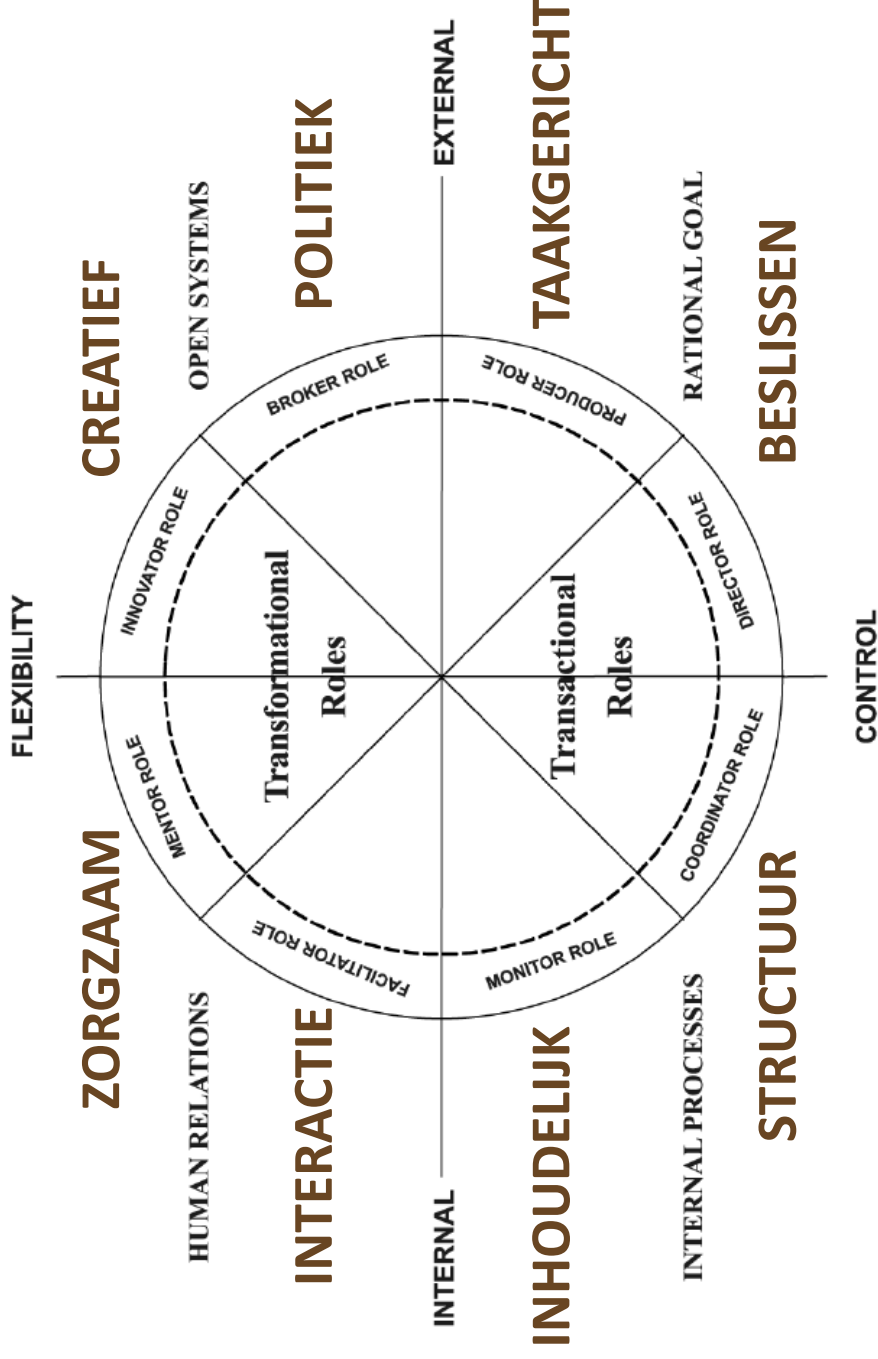 FLEXIBILITY
ZORGZAAM
CREATIEF
MENTOR ROLE
INNOVATOR ROLE
HUMAN RELATIONS
OPEN SYSTEMS
INTERACTIE
FACILITATOR ROLE
Transformational
Roles
BROKER ROLE
POLITIEK
INTERNAL
EXTERNAL
INHOUDELIJK
MONITOR ROLE
Transactional
Roles
PRODUCER ROLE
TAAKGERICHT
INTERNAL PROCESSES
RATIONAL GOAL
COORDINATOR ROLE
DIRECTOR ROLE
STRUCTUUR
BESLISSEN
CONTROL